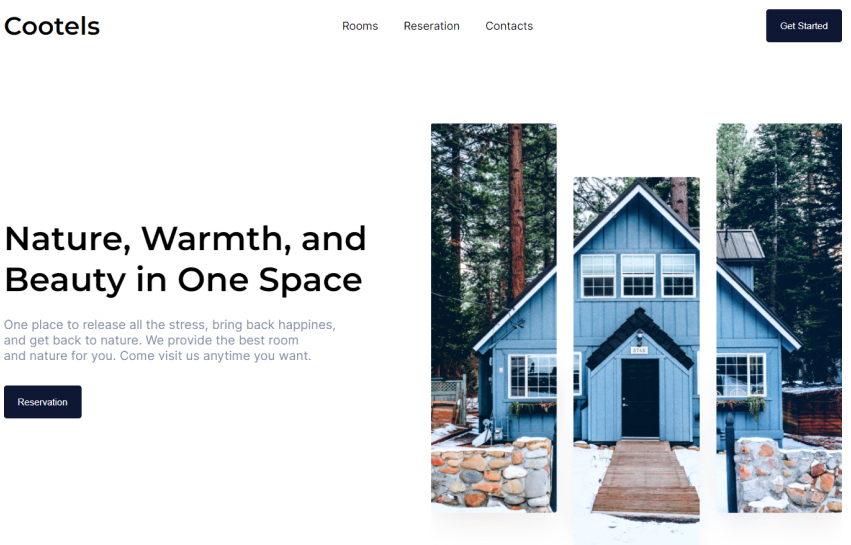 Cootels
Rooms
Reseration
Contacts
Get Started
Nature, Warmth, and
Beauty in One Space
One place to release all the stress, bring back happines,
and get back to nature. We provide the best room
and nature for you. Come visit us anytime you want.
Reservation